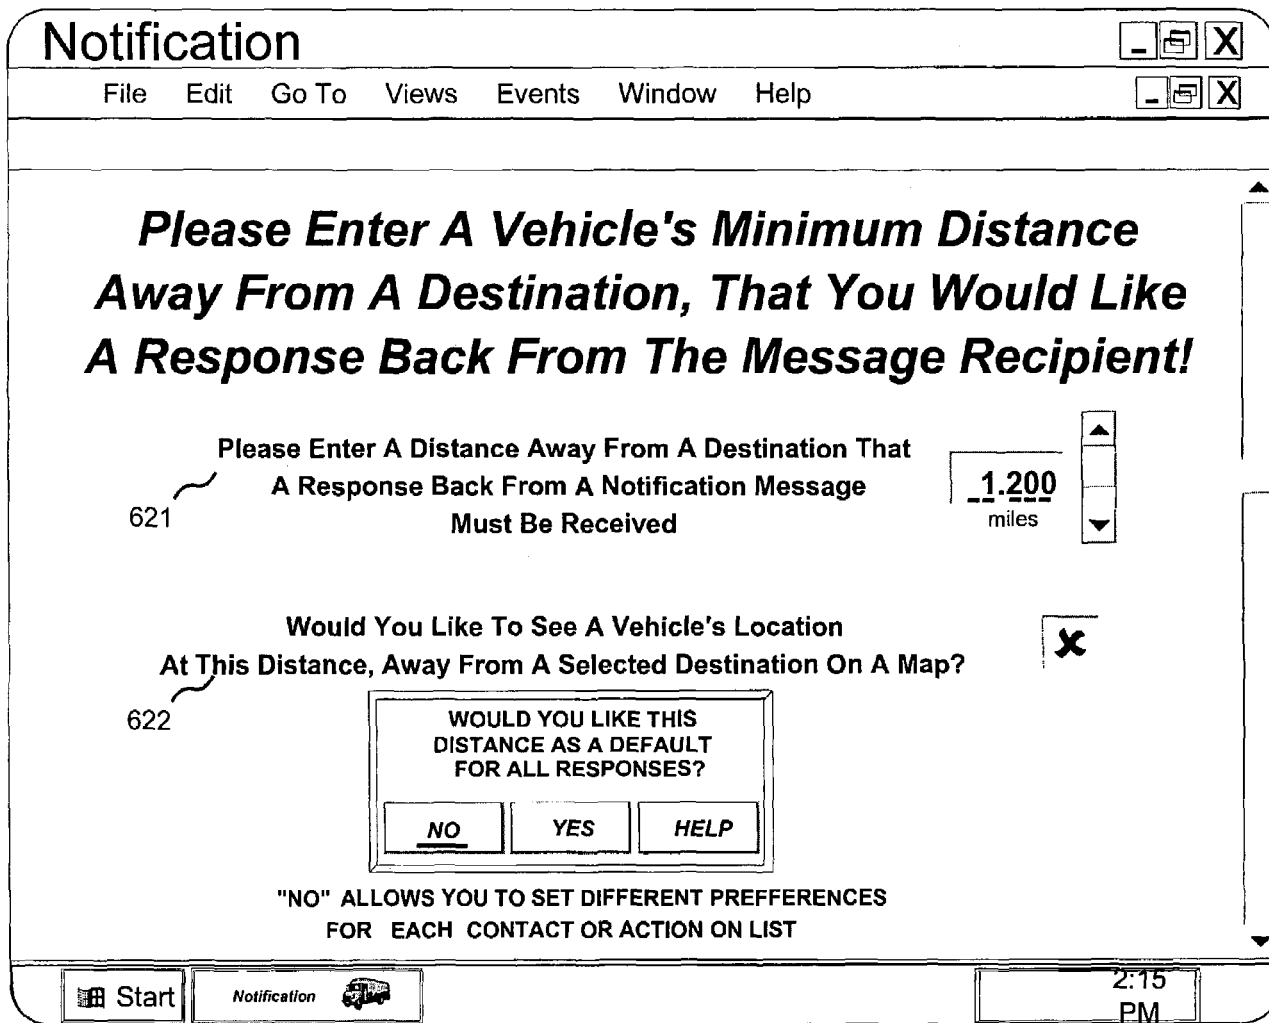 Notification
File Edit Go To Views Events Window Help
Please Enter A Vehicle's Minimum Distance
Away From A Destination, That You Would Like
A Response Back From The Message Recipient!
Please Enter A Distance Away From A Destination That
A Response Back From A Notification Message
Must Be Received
621
1.200
miles
Would You Like To See A Vehicle's Location
At This Distance, Away From A Selected Destination On A Map?
622
WOULD YOU LIKE THIS
DISTANCE AS A DEFAULT
FOR ALL RESPONSES?
NO YES HELP
"NO" ALLOWS YOU TO SET DIFFERENT PREFFERENCES
FOR EACH CONTACT OR ACTION ON LIST
Start
Notification
2:15
PM